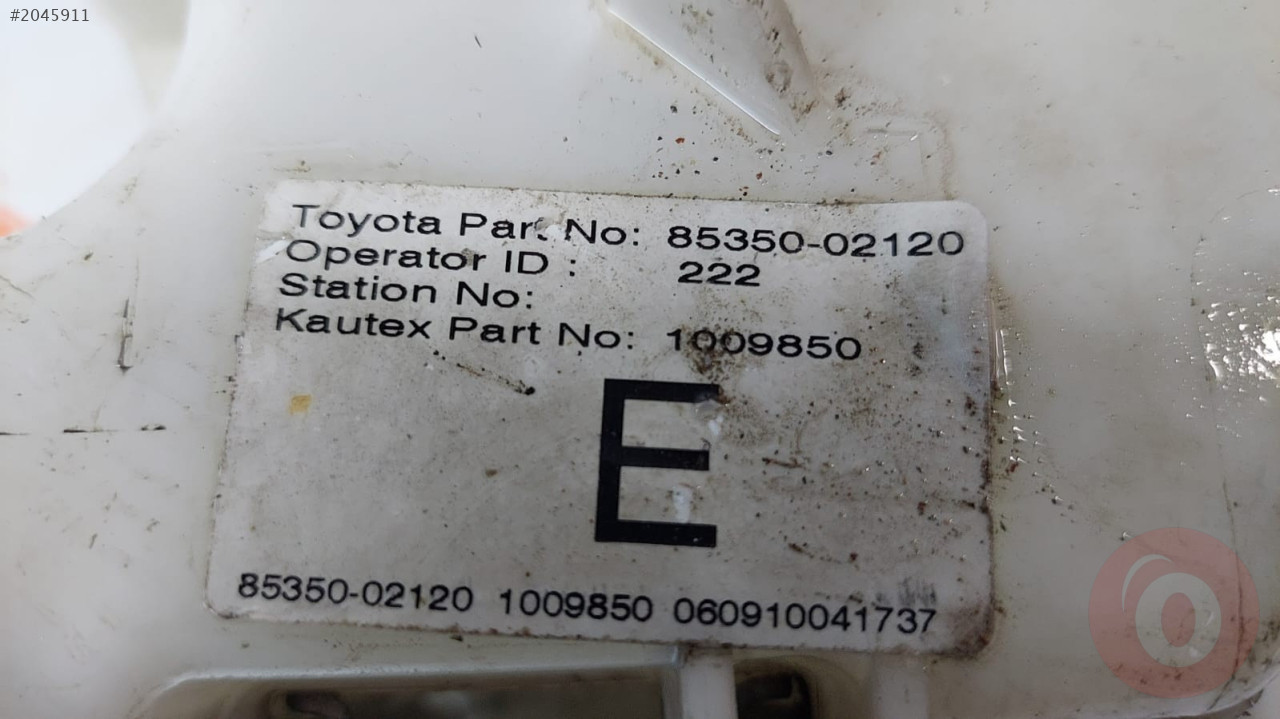 #2045911
Toyota Part No: 85350-02120
Operator ID : 222
Station No:
Kautex Part No: 1009850
E
85350-02120 1009850 060910041737